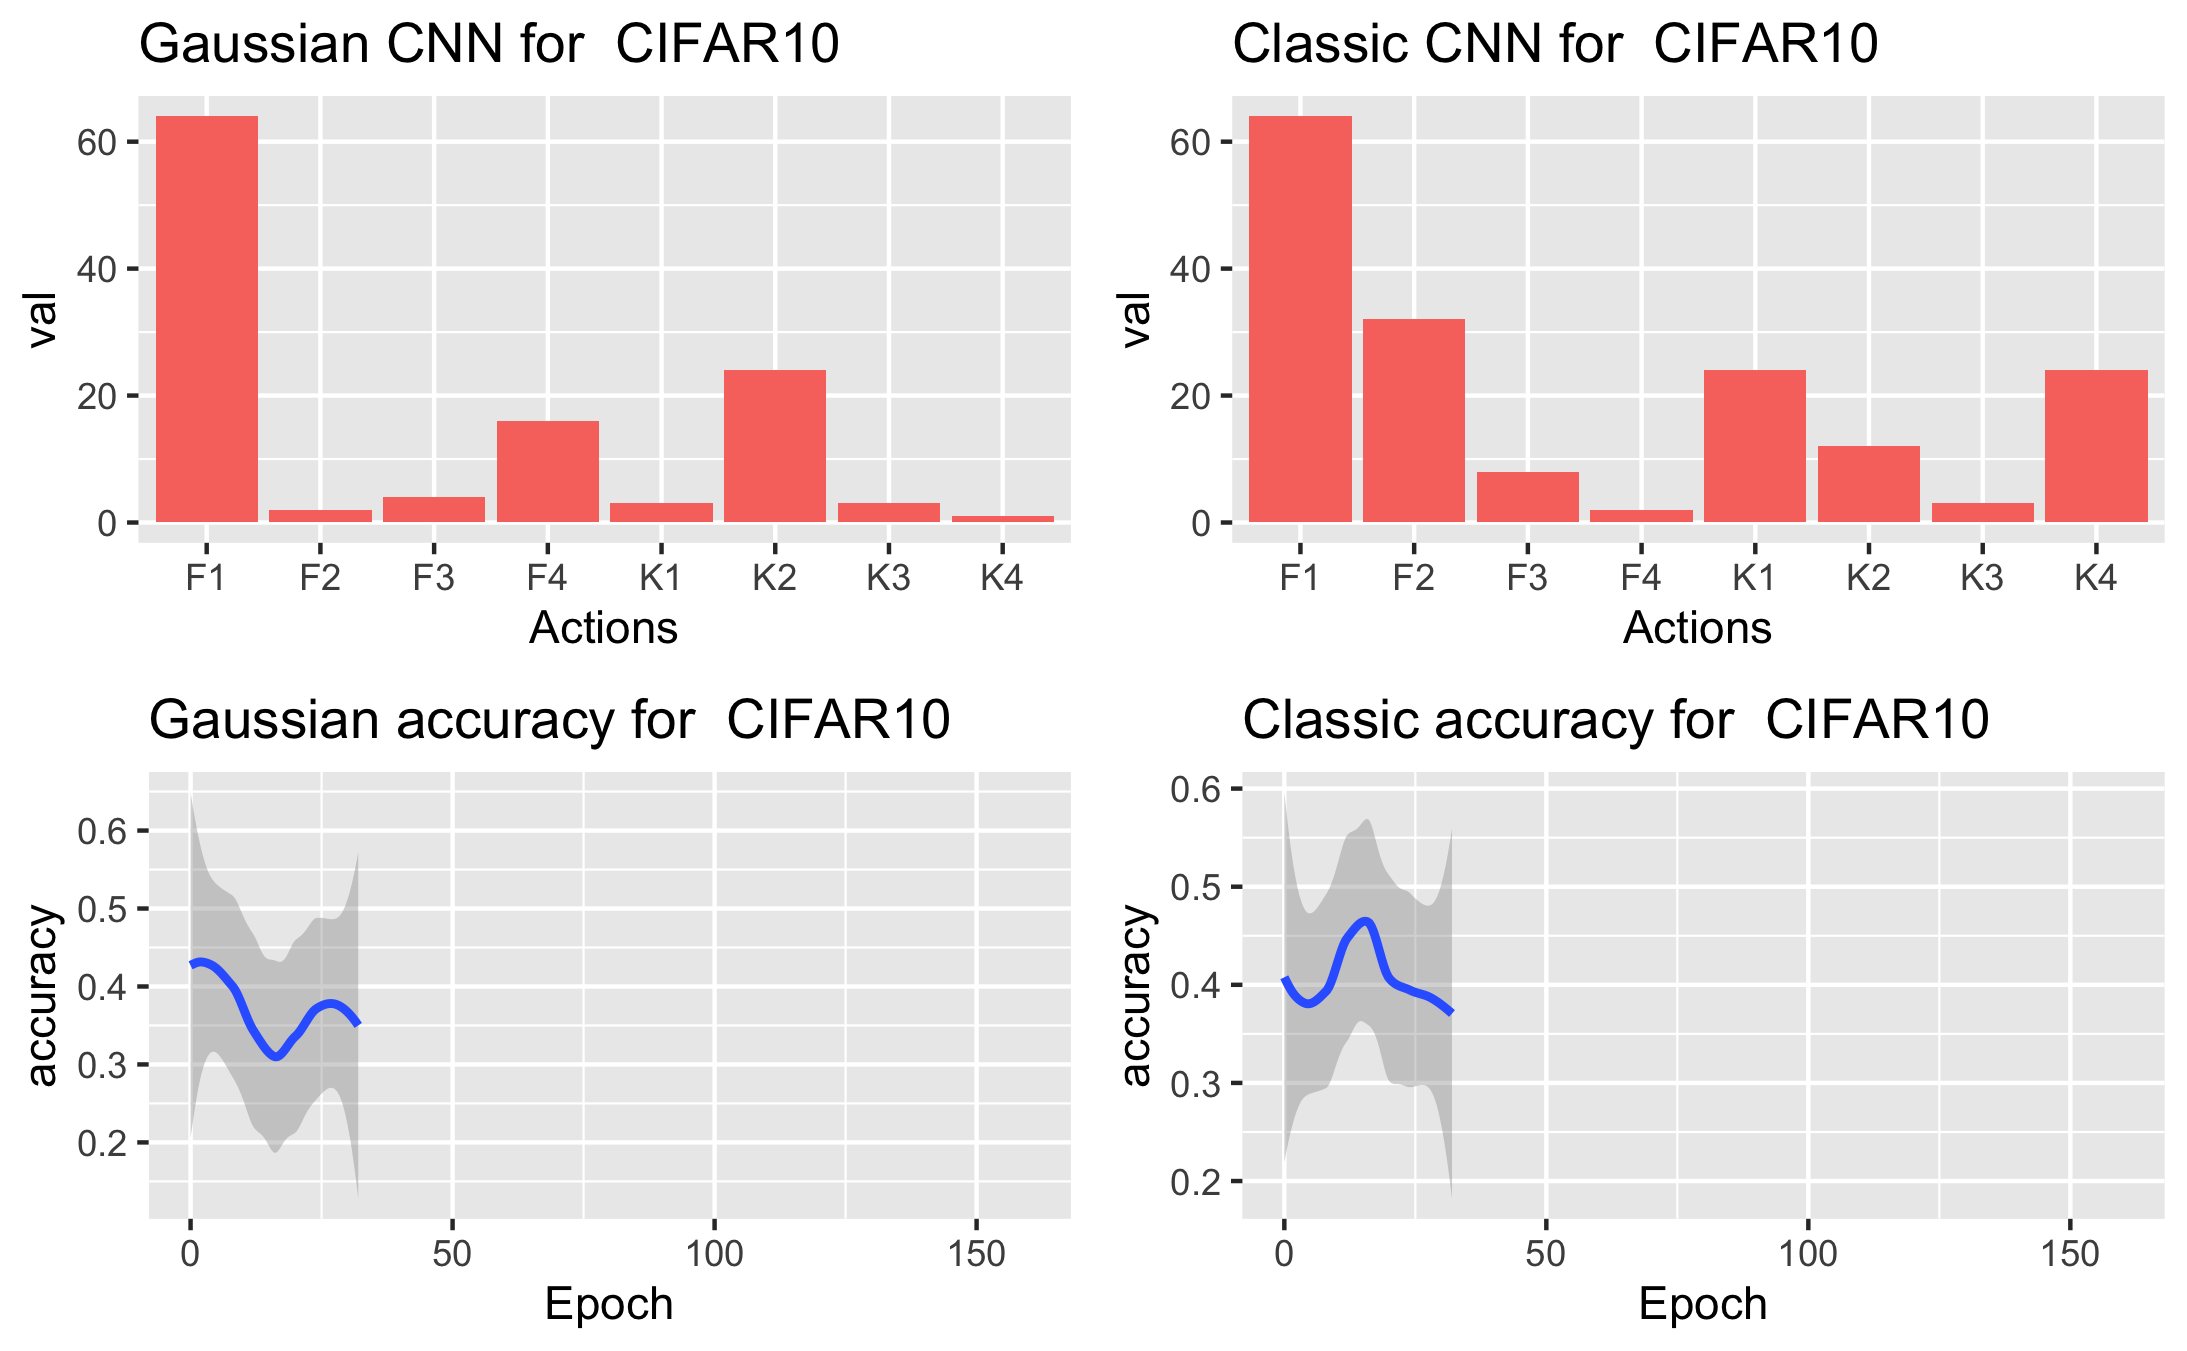 Gaussian CNN for  CIFAR10
val
60
40
20
0
F1 F2 F3 F4 K1 K2 K3 K4
Actions
Classic CNN for  CIFAR10
val
60
40
20
0
F1 F2 F3 F4 K1 K2 K3 K4
Actions
Gaussian accuracy for  CIFAR10
accuracy
0.6
0.5
0.4
0.3
0.2
0 50 100 150
Epoch
Classic accuracy for  CIFAR10
accuracy
0.6
0.5
0.4
0.3
0.2
0 50 100 150
Epoch